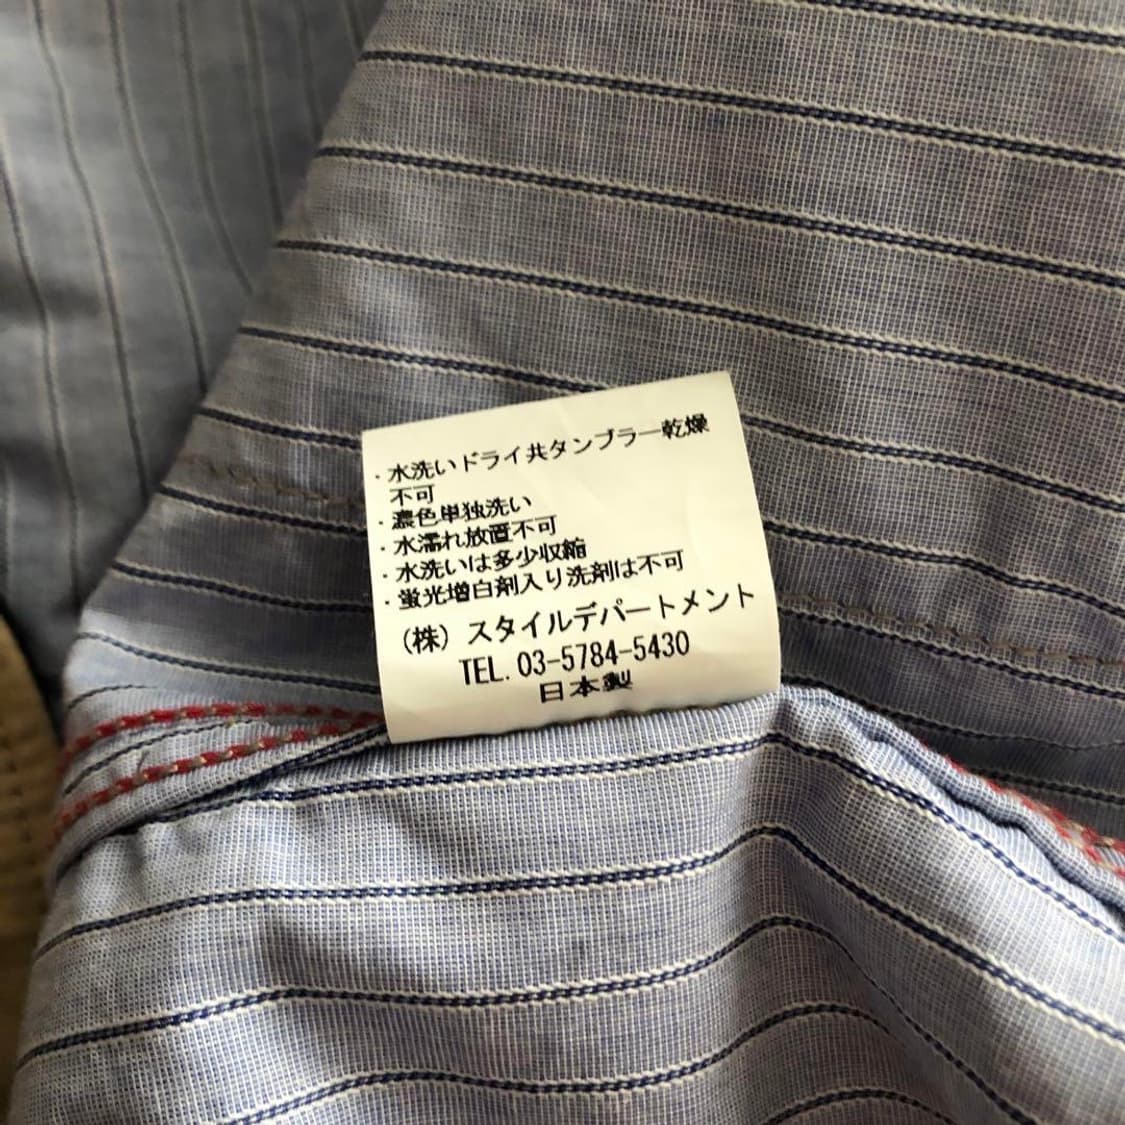 ・水洗いドライ共タンブラー乾燥
不可
・濃色単独洗い
・水濡れ放置不可
・水洗いは多少収縮
・蛍光増白剤入り洗剤は不可
(株) スタイルデパートメント
TEL. 03-5784-5430
日本製